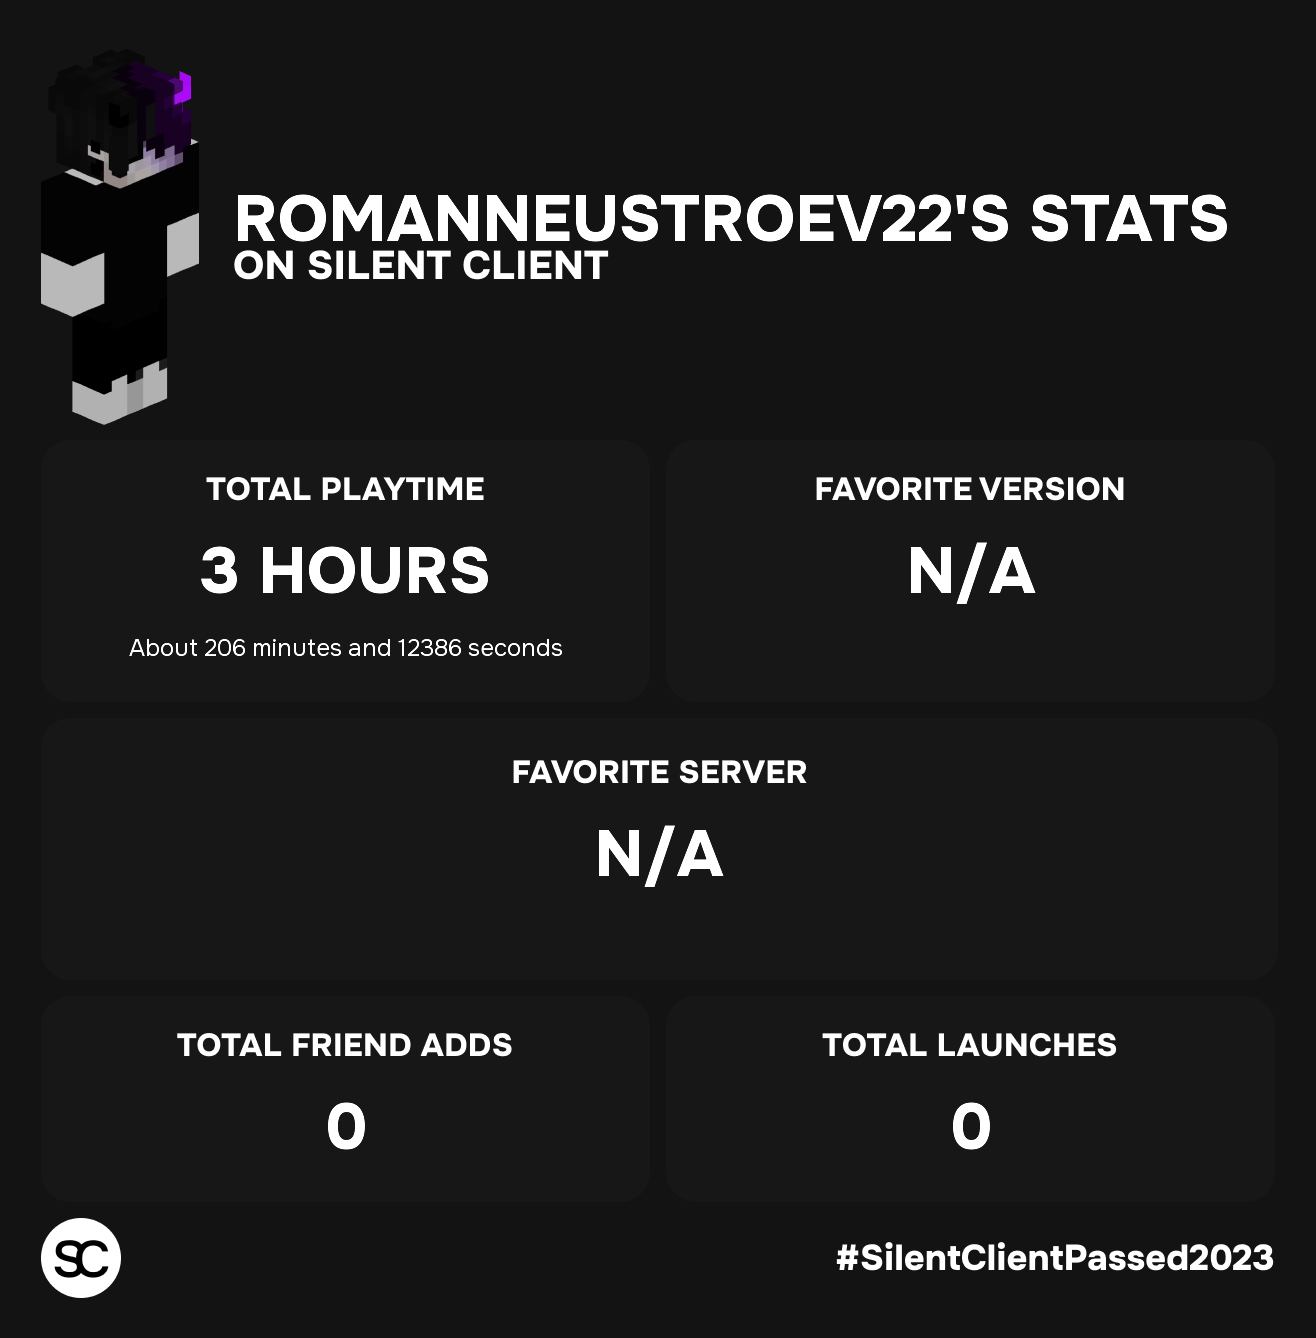 ROMANNEUSTROEV22'S STATS
ON SILENT CLIENT
TOTAL PLAYTIME
3 HOURS
About 206 minutes and 12386 seconds
FAVORITE VERSION
N/A
FAVORITE SERVER
N/A
TOTAL FRIEND ADDS
0
TOTAL LAUNCHES
0
SC
#SilentClientPassed2023